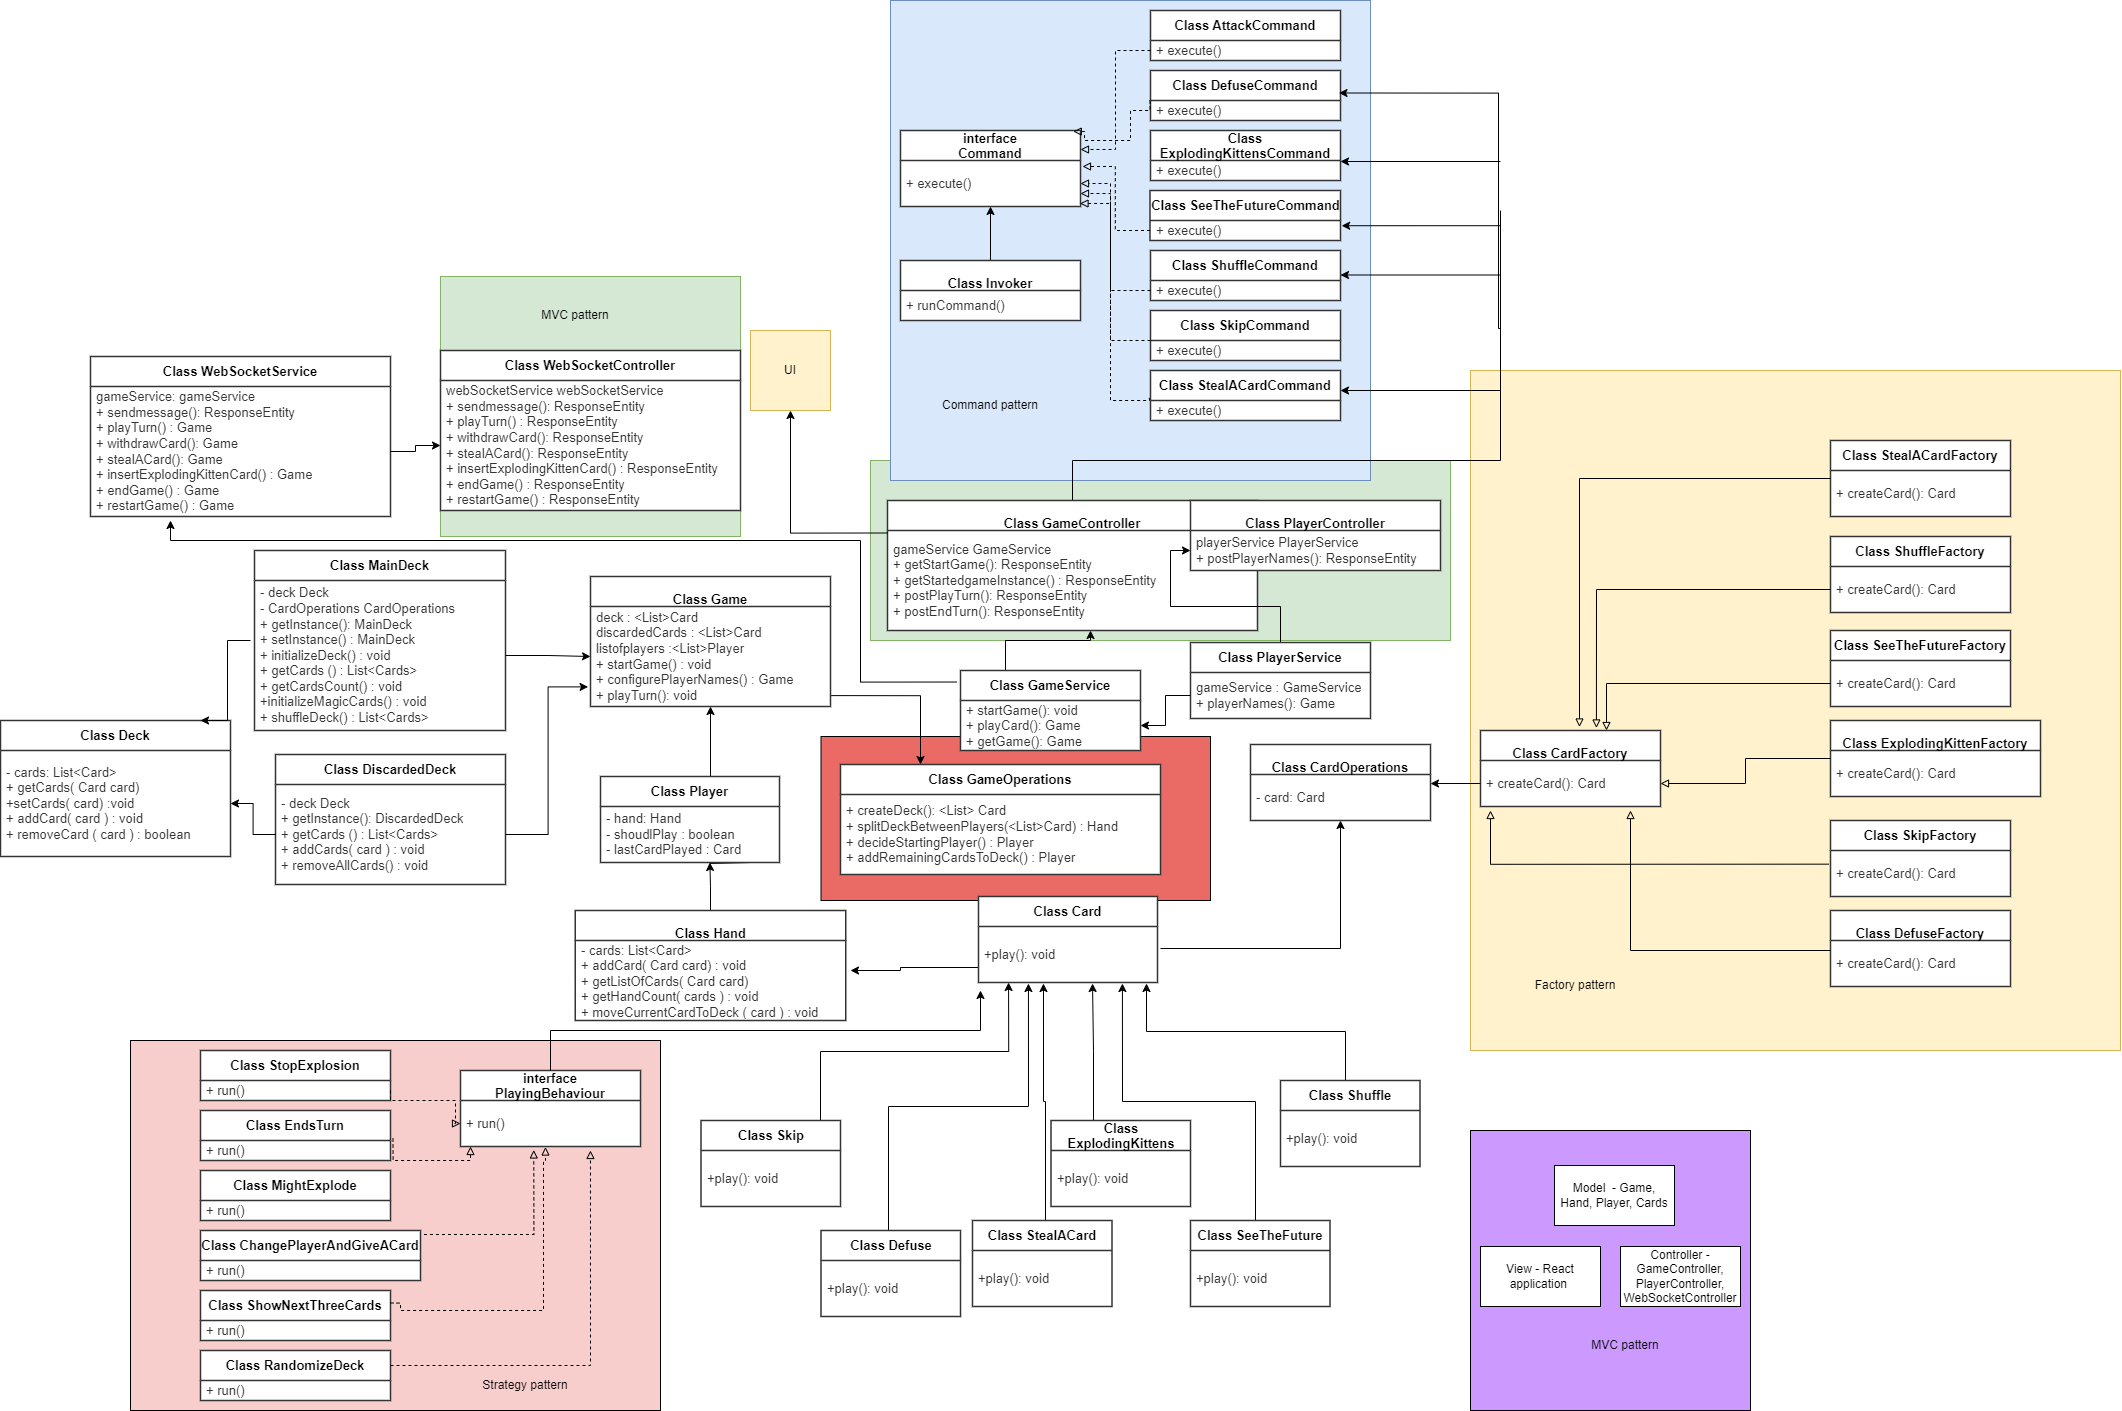 Class AttackCommand
+ execute()
Class DefuseCommand
+ execute()
interface
Command
+ execute()
Class
ExplodingKittensCommand
+ execute()
Class SeeTheFutureCommand
+ execute()
Class ShuffleCommand
+ execute()
Class Invoker
+ runCommand()
Class SkipCommand
+ execute()
Class StealACardCommand
+ execute()
Command pattern
MVC pattern
UI
Class WebSocketService
gameService: gameService
+ sendmessage(): ResponseEntity
+ playTurn() : Game
+ withdrawCard(): Game
+ stealACard(): Game
+ insertExplodingKittenCard() : Game
+ endGame() : Game
+ restartGame() : Game
Class WebSocketController
webSocketService webSocketService
+ sendmessage(): ResponseEntity
+ playTurn() : ResponseEntity
+ withdrawCard(): ResponseEntity
+ stealACard(): ResponseEntity
+ insertExplodingKittenCard() : ResponseEntity
+ endGame() : ResponseEntity
+ restartGame() : ResponseEntity
Class GameController
gameService GameService
+ getStartGame(): ResponseEntity
+ getStartedgameInstance() : ResponseEntity
+ postPlayTurn(): ResponseEntity
+ postEndTurn(): ResponseEntity
Class PlayerController
playerService PlayerService
+ postPlayerNames(): ResponseEntity
Class StealACardFactory
+ createCard(): Card
Class ShuffleFactory
+ createCard(): Card
Class SeeTheFutureFactory
+ createCard(): Card
Class ExplodingKittenFactory
+ createCard(): Card
Class SkipFactory
+ createCard(): Card
Class DefuseFactory
+ createCard(): Card
Class CardFactory
+ createCard(): Card
Factory pattern
Class MainDeck
- deck Deck
- CardOperations CardOperations
+ getInstance(): MainDeck
+ setInstance() : MainDeck
+ initializeDeck() : void
+ getCards () : List<Cards>
+ getCardsCount() : void
+initializeMagicCards() : void
+ shuffleDeck() : List<Cards>
Class Game
deck : <List>Card
discardedCards : <List>Card
listofplayers :<List>Player
+ startGame() : void
+ configurePlayerNames() : Game
+ playTurn(): void
Class GameService
+ startGame(): void
+ playCard(): Game
+ getGame(): Game
Class PlayerService
gameService : GameService
+ playerNames(): Game
Class Deck
- cards: List<Card>
+ getCards( Card card)
+setCards( card) :void
+ addCard( card ) : void
+ removeCard ( card ) : boolean
Class DiscardedDeck
- deck Deck
+ getInstance(): DiscardedDeck
+ getCards () : List<Cards>
+ addCards( card ) : void
+ removeAllCards() : void
Class Player
- hand: Hand
- shoudlPlay : boolean
- lastCardPlayed : Card
Class GameOperations
+ createDeck(): <List> Card
+ splitDeckBetweenPlayers(<List>Card) : Hand
+ decideStartingPlayer() : Player
+ addRemainingCardsToDeck() : Player
Class CardOperations
- card: Card
Class Hand
- cards: List<Card>
+ addCard( Card card) : void
+ getListOfCards( Card card)
+ getHandCount( cards ) : void
+ moveCurrentCardToDeck ( card ) : void
Class Card
+play(): void
Class StopExplosion
+ run()
Class EndsTurn
+ run()
Class MightExplode
+ run()
Class ChangePlayerAndGiveACard
+ run()
Class ShowNextThreeCards
+ run()
Class RandomizeDeck
+ run()
interface
PlayingBehaviour
+ run()
Strategy pattern
Class Skip
+play(): void
Class Defuse
+play(): void
Class StealACard
+play(): void
Class
ExplodingKittens
+play(): void
Class SeeTheFuture
+play(): void
Class Shuffle
+play(): void
Model - Game,
Hand, Player, Cards
View - React
application
Controller -
GameController,
PlayerController,
WebSocketController
MVC pattern